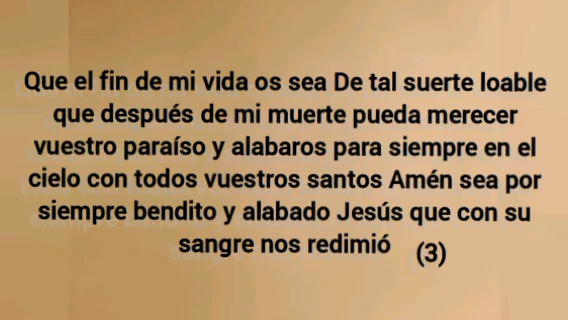 Que el fin de mi vida os sea De tal suerte loable
que después de mi muerte pueda merecer
vuestro paraíso y alabaros para siempre en el
cielo con todos vuestros santos Amén sea por
siempre bendito y alabado Jesús que con su
sangre nos redimió (3)